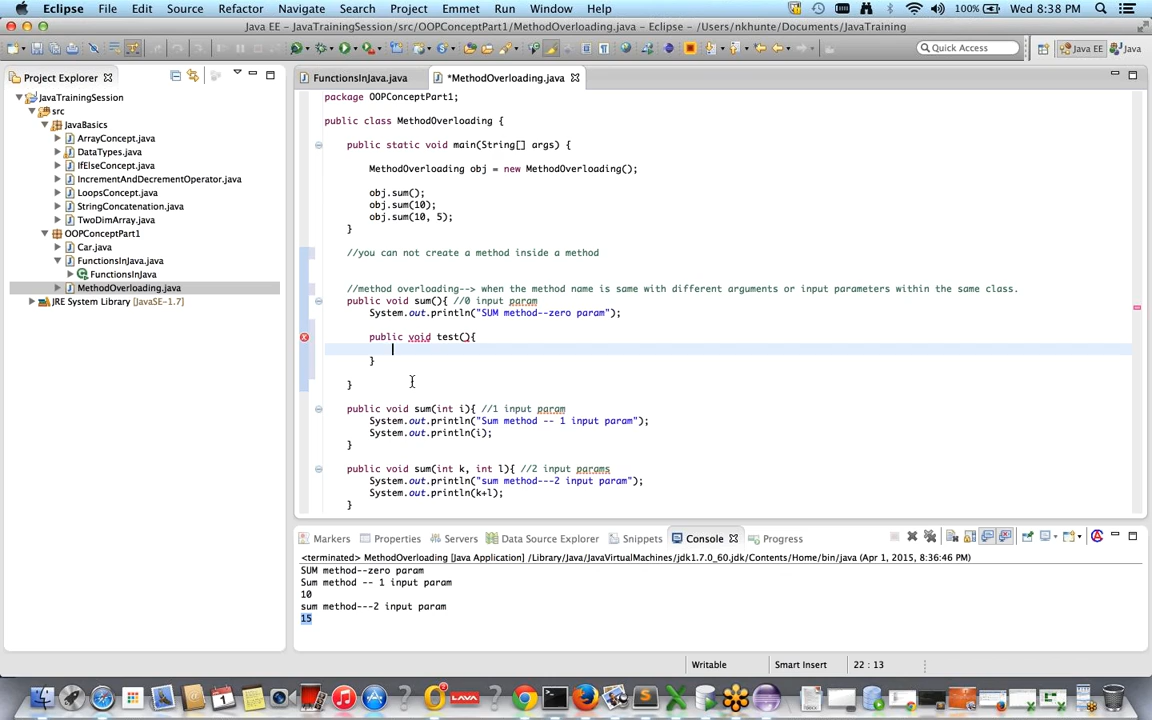 Eclipse File Edit Source Refactor Navigate Search Project Emmet Run Window Help 100% Wed 8:38 PM
Java EE – JavaTrainingSession/src/OOPConceptPart1/MethodOverloading.java – Eclipse – /Users/nkhunte/Documents/JavaTraining
Quick Access Java EE Java
Project Explorer
JavaTrainingSession
src
JavaBasics
ArrayConcept.java
DataTypes.java
IfElseConcept.java
IncrementAndDecrementOperator.java
LoopsConcept.java
StringConcatenation.java
TwoDimArray.java
OOPConceptPart1
Car.java
FunctionsInJava.java
FunctionsInJava
MethodOverloading.java
JRE System Library [JavaSE-1.7]
FunctionsInJava.java *MethodOverloading.java
package OOPConceptPart1;
public class MethodOverloading {
public static void main(String[] args) {
MethodOverloading obj = new MethodOverloading();
obj.sum();
obj.sum(10);
obj.sum(10, 5);
}
//you can not create a method inside a method
//method overloading--> when the method name is same with different arguments or input parameters within the same class.
public void sum(){ //0 input param
System.out.println("SUM method--zero param");
public void test(){
}
}
public void sum(int i){ //1 input param
System.out.println("Sum method -- 1 input param");
System.out.println(i);
}
public void sum(int k, int l){ //2 input params
System.out.println("sum method---2 input param");
System.out.println(k+l);
}
Markers Properties Servers Data Source Explorer Snippets Console Progress
<terminated> MethodOverloading [Java Application] /Library/Java/JavaVirtualMachines/jdk1.7.0_60.jdk/Contents/Home/bin/java (Apr 1, 2015, 8:36:46 PM)
SUM method--zero param
Sum method -- 1 input param
10
sum method---2 input param
15
Writable Smart Insert 22 : 13